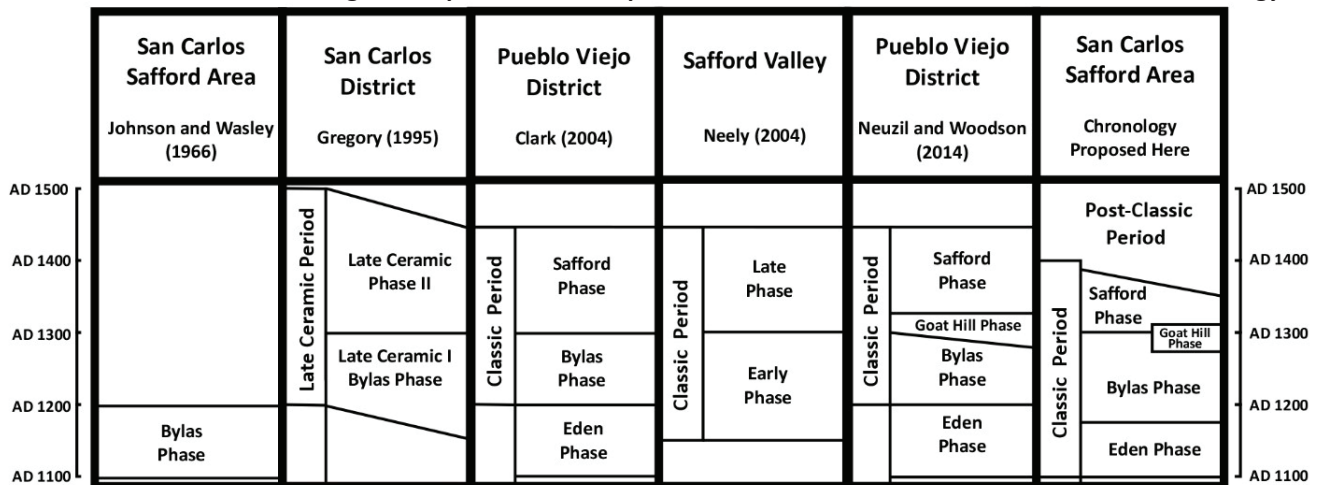 San Carlos
Safford Area
Johnson and Wasley
(1966)
San Carlos
District
Gregory (1995)
Pueblo Viejo
District
Clark (2004)
Safford Valley
Neely (2004)
Pueblo Viejo
District
Neuzil and Woodson
(2014)
San Carlos
Safford Area
Chronology
Proposed Here
AD 1500
AD 1400
AD 1300
AD 1200
AD 1100
Bylas
Phase
Late Ceramic Period
Late Ceramic
Phase II
Late Ceramic I
Bylas Phase
Classic Period
Safford
Phase
Bylas
Phase
Eden
Phase
Classic Period
Late
Phase
Early
Phase
Classic Period
Safford
Phase
Goat Hill Phase
Bylas
Phase
Eden
Phase
Post-Classic
Period
Classic Period
Safford
Phase
Goat Hill
Phase
Bylas Phase
Eden Phase
AD 1500
AD 1400
AD 1300
AD 1200
AD 1100